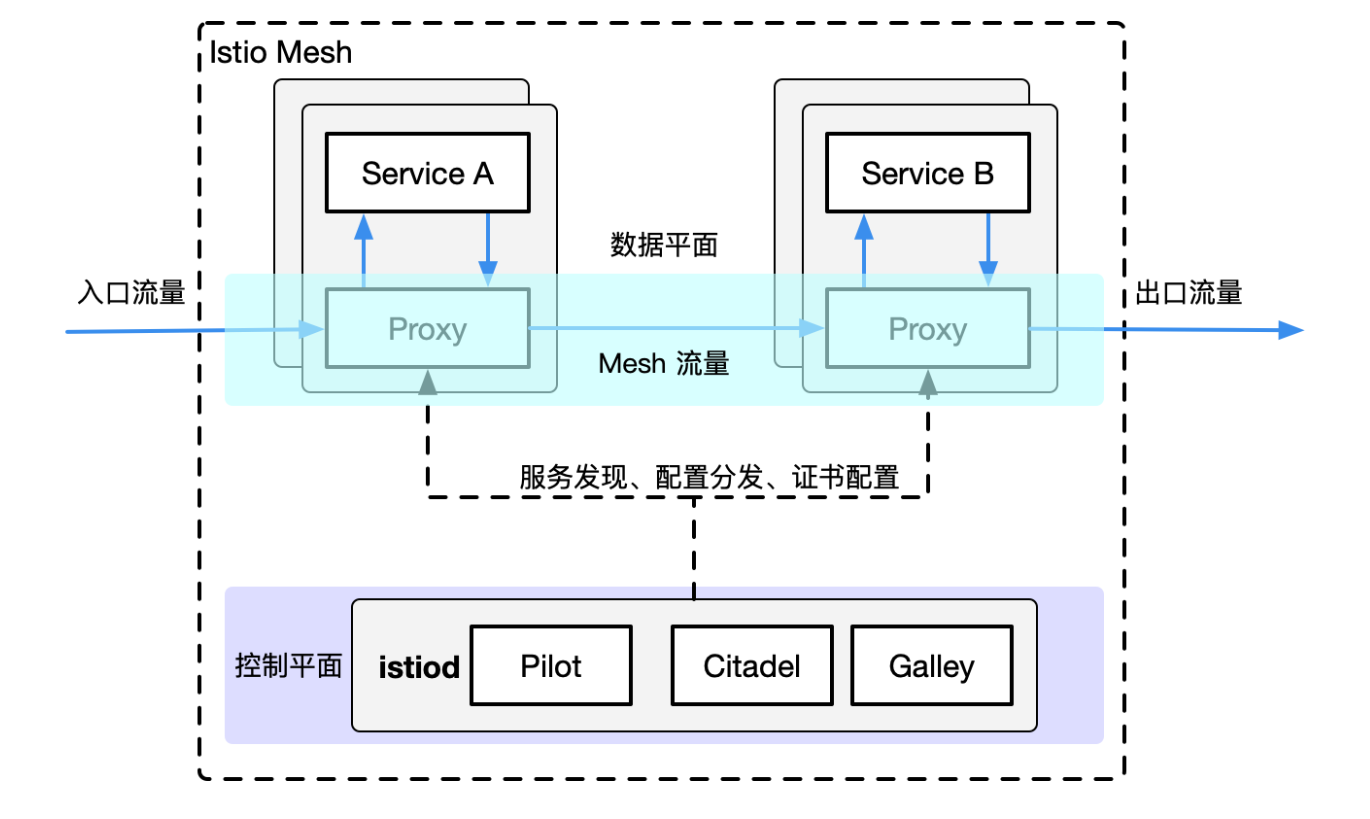 Istio Mesh
Service A
Service B
数据平面
入口流量
出口流量
Proxy
Proxy
Mesh 流量
服务发现、配置分发、证书配置
控制平面
istiod
Pilot
Citadel
Galley